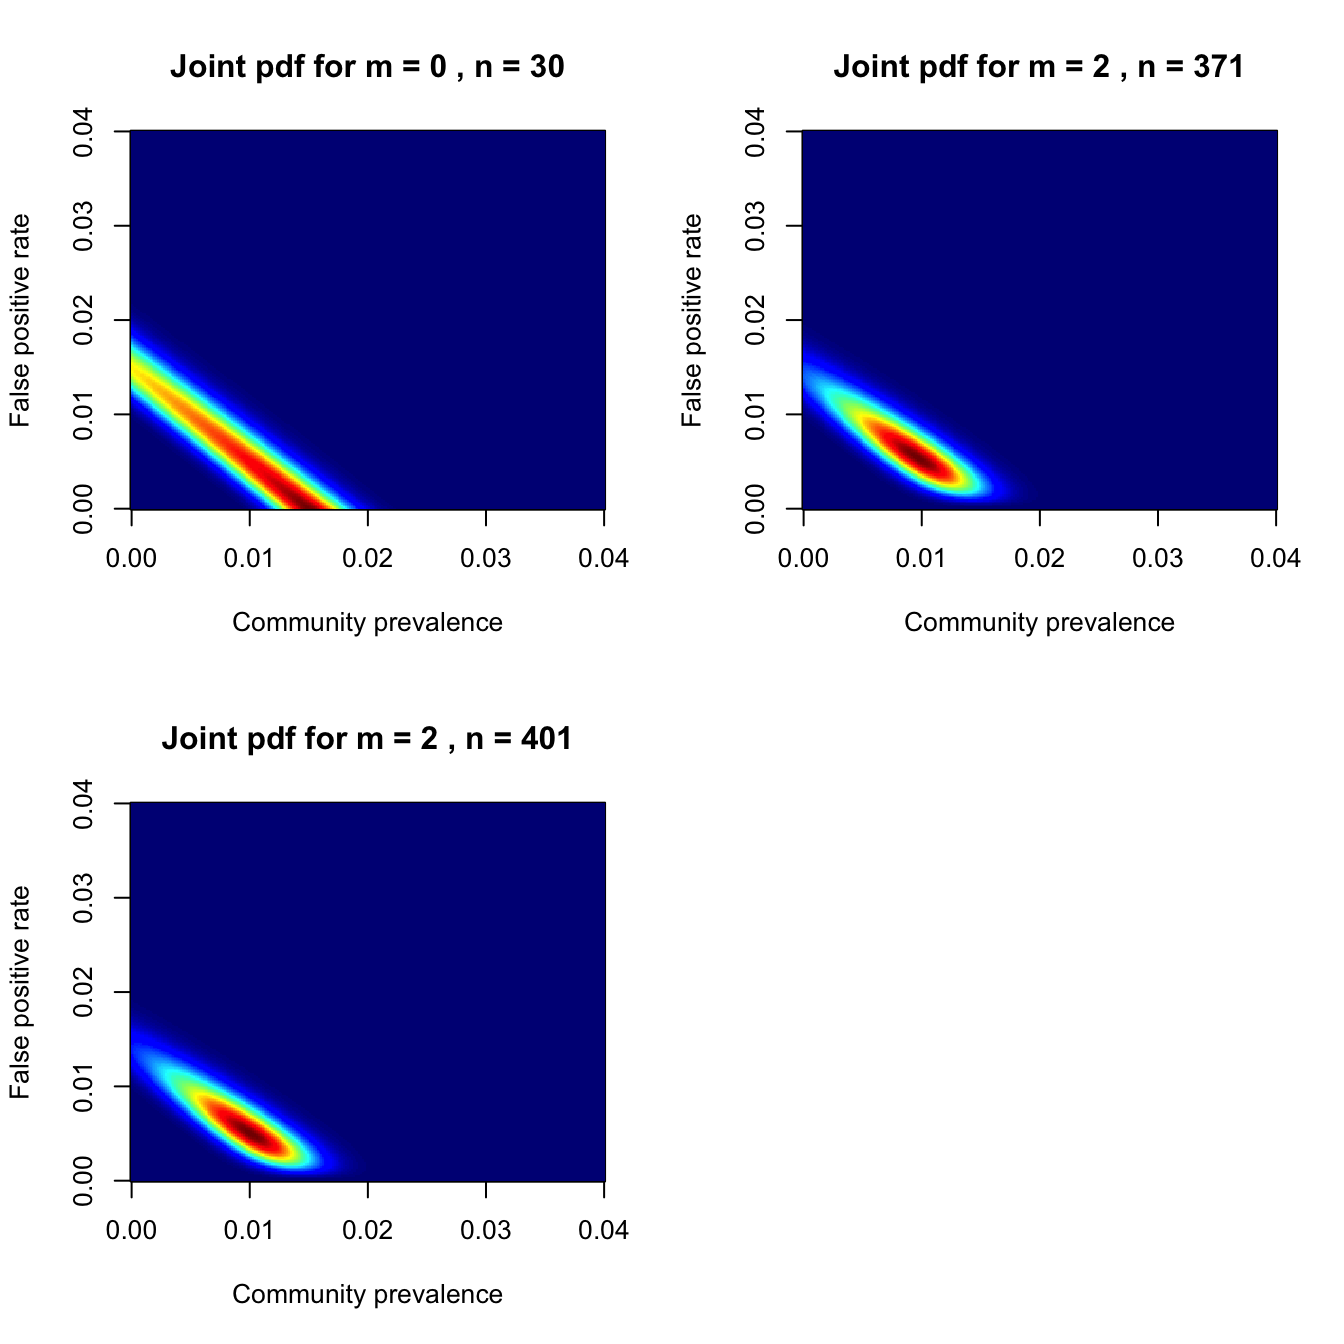 Joint pdf for m = 0 , n = 30
0.04
0.03
0.02
0.01
0.00
False positive rate
0.00 0.01 0.02 0.03 0.04
Community prevalence
Joint pdf for m = 2 , n = 371
0.04
0.03
0.02
0.01
0.00
False positive rate
0.00 0.01 0.02 0.03 0.04
Community prevalence
Joint pdf for m = 2 , n = 401
0.04
0.03
0.02
0.01
0.00
False positive rate
0.00 0.01 0.02 0.03 0.04
Community prevalence